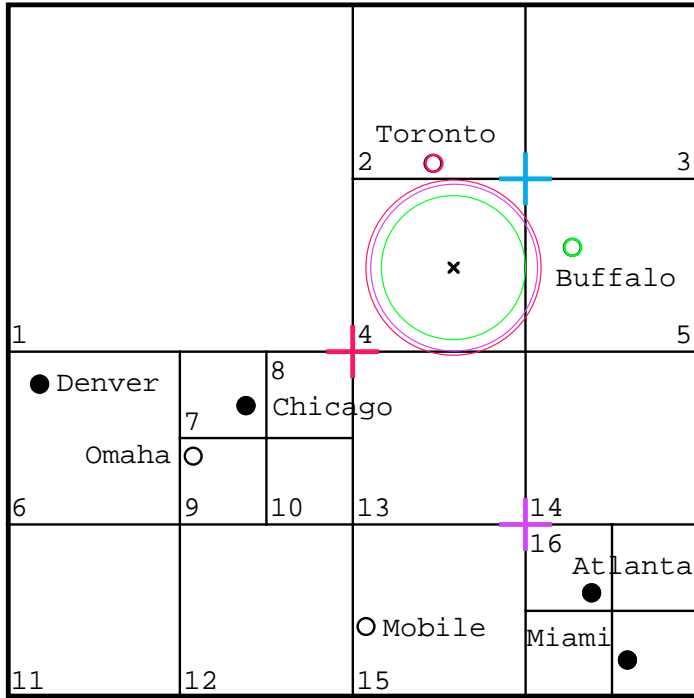 Toronto
2
3
Buffalo
1
4
5
8
Denver
Chicago
7
Omaha
6
9
10
13
14
16
Atlanta
Mobile
Miami
11
12
15